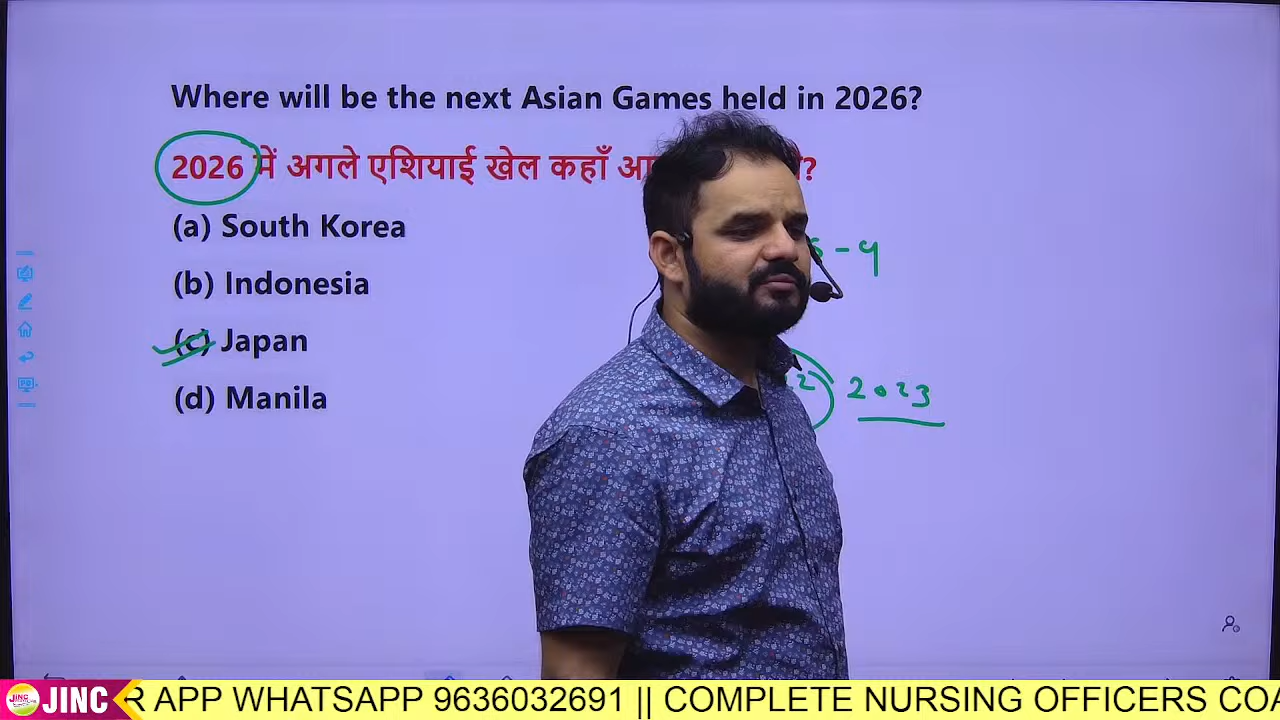 Where will be the next Asian Games held in 2026?
2026 में अगले एशियाई खेल कहाँ
(a) South Korea
(b) Indonesia
(c) Japan
(d) Manila
2023
JINC
APP WHATSAPP 9636032691 || COMPLETE NURSING OFFICERS